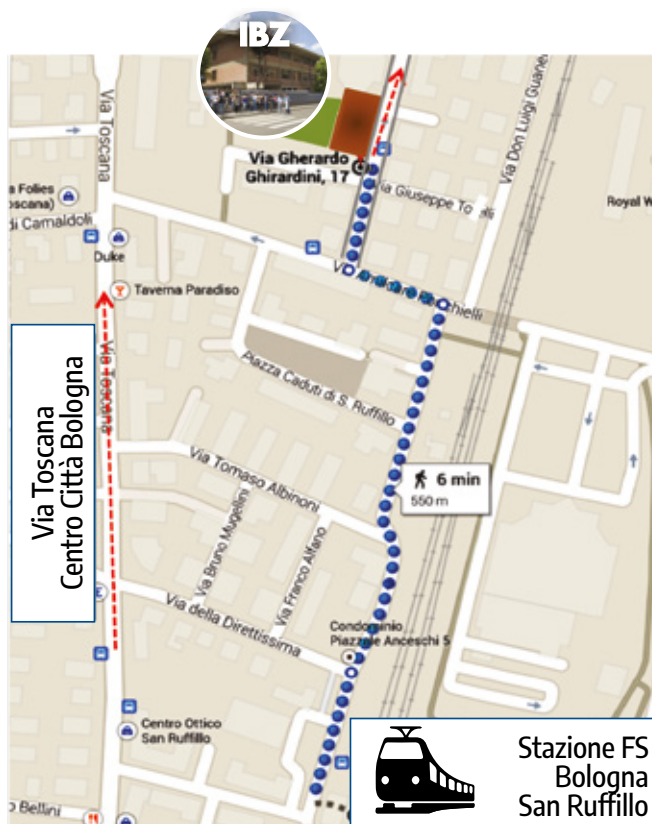 IBZ
Via Toscana
Via Don Luigi Guanel
Via Gherardo
Ghirardini, 17
Via Giuseppe To
a Folies
oscana)
di Camaldoli
Royal W
Duke
Taverna Paradiso
Via Toscana
Piazza Caduti di S. Ruffillo
Via Toscana
Centro Città Bologna
6 min
550 m
Via Tomaso Albinoni
Via Bruno Mugellini
Via Franco Alfano
Via della Direttissima
Condominio
Piazzale Anceschi 5
Centro Ottico
San Ruffillo
Stazione FS
Bologna
San Ruffillo
o Bellini